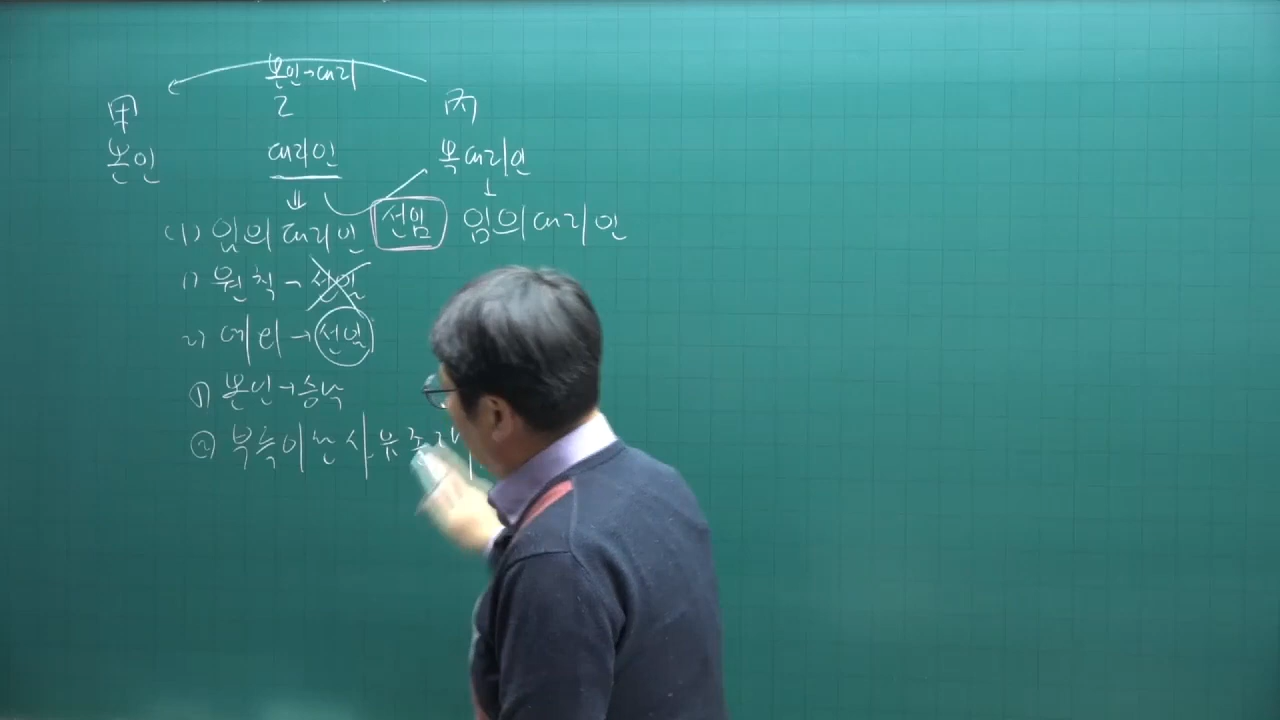 본인→대리
甲 乙 丙
본인 대리인 복대리인
(1) 임의대리인 선임 임의대리인
1) 원칙 - 선임
2) 예외 → 선임
① 본인→승낙
② 부득이한 사유